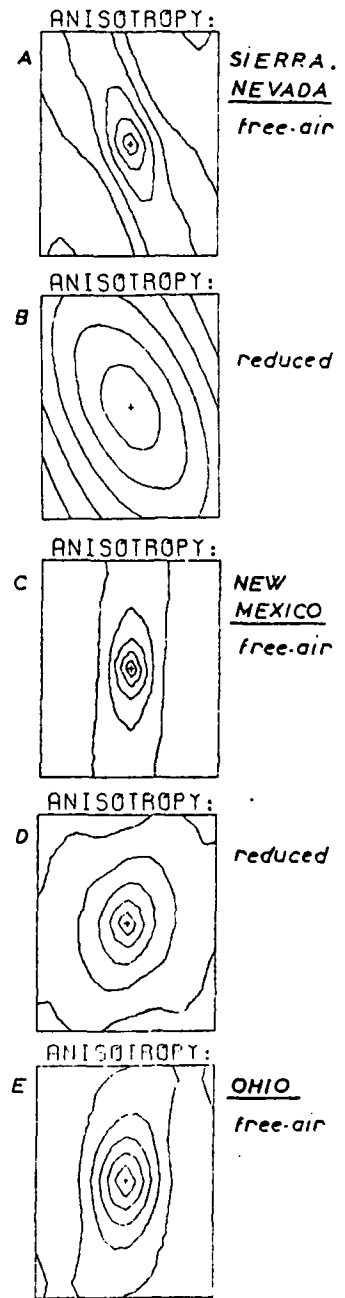 ANISOTROPY:
A
SIERRA.
NEVADA
free-air
ANISOTROPY:
B
reduced
ANISOTROPY:
C
NEW
MEXICO
free-air
ANISOTROPY:
D
reduced
ANISOTROPY:
E
OHIO
free-air